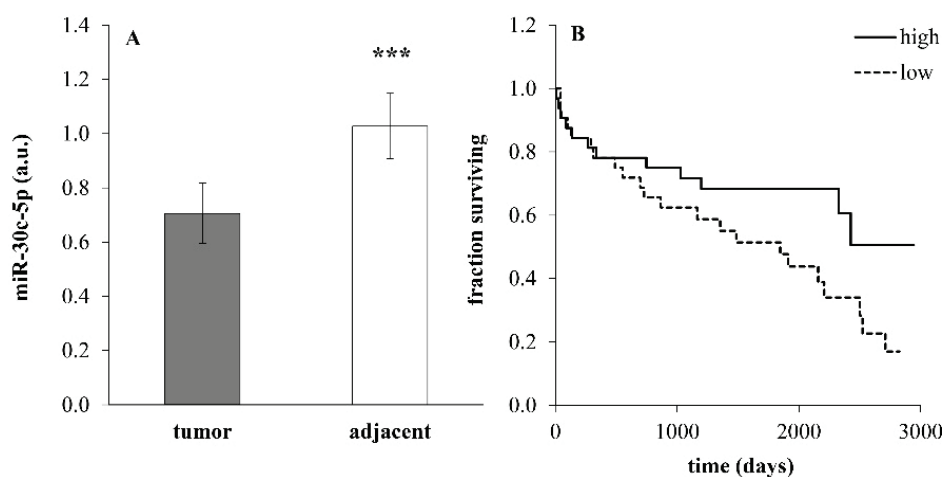 A
***
miR-30c-5p (a.u.)
1.4
1.2
1.0
0.8
0.6
0.4
0.2
0.0
tumor
adjacent
B
high
low
fraction surviving
1.0
0.8
0.6
0.4
0.2
0.0
0
1000
2000
3000
time (days)